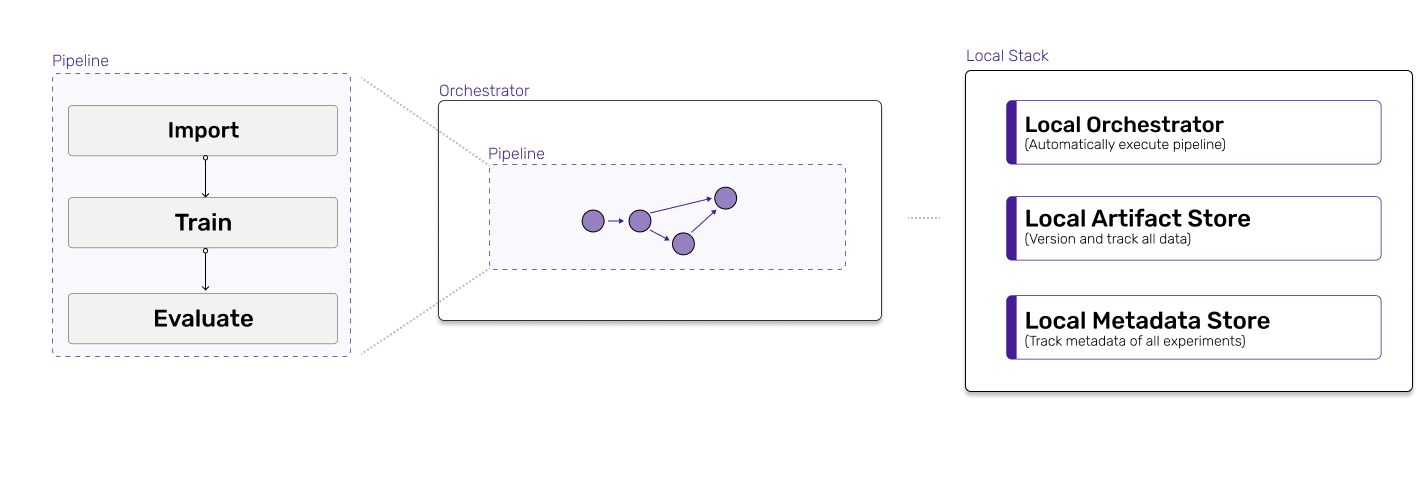 Pipeline
Import
Train
Evaluate
Orchestrator
Pipeline
Local Stack
Local Orchestrator
(Automatically execute pipeline)
Local Artifact Store
(Version and track all data)
Local Metadata Store
(Track metadata of all experiments)